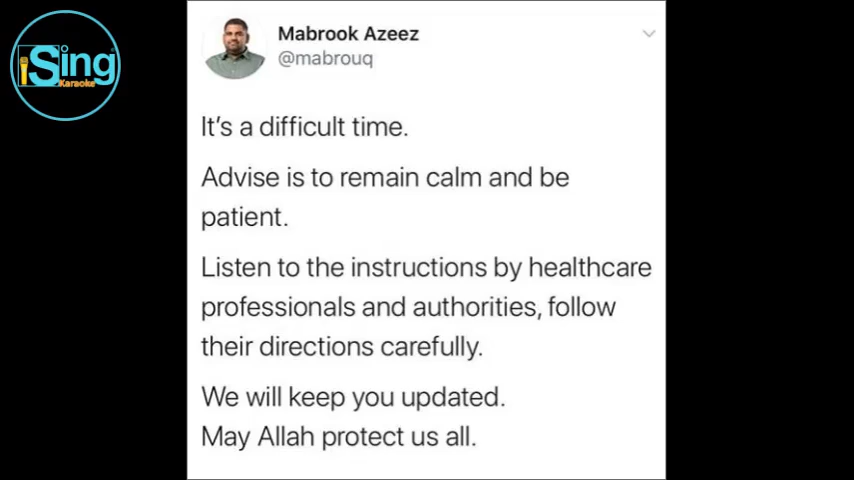 iSing
Karaoke
Mabrook Azeez
@mabrouq
It's a difficult time.
Advise is to remain calm and be
patient.
Listen to the instructions by healthcare
professionals and authorities, follow
their directions carefully.
We will keep you updated.
May Allah protect us all.